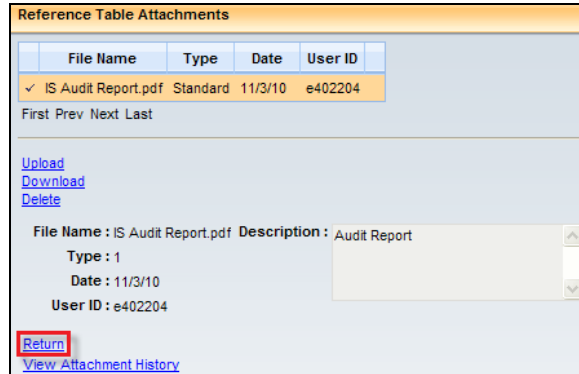 Reference Table Attachments
File Name Type Date User ID
✓ IS Audit Report.pdf Standard 11/3/10 e402204
First Prev Next Last
Upload
Download
Delete
File Name : IS Audit Report.pdf Description : Audit Report
Type : 1
Date : 11/3/10
User ID : e402204
Return
View Attachment History